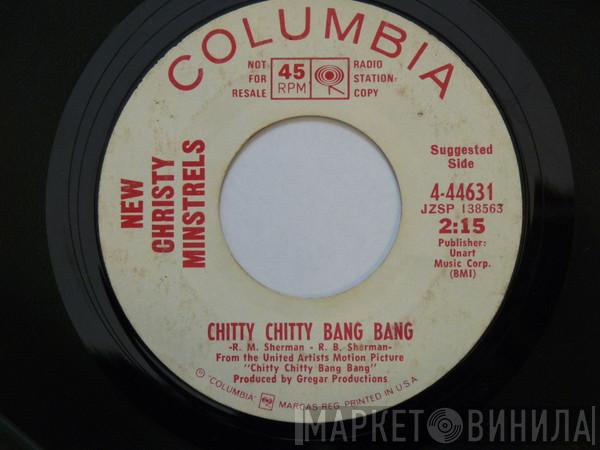 COLUMBIA
NOT FOR RESALE
45 RPM
RADIO STATION COPY
NEW
CHRISTY
MINSTRELS
Suggested
Side
4-44631
JZSP 138563
2:15
Publisher:
Unart
Music Corp.
(BMI)
CHITTY CHITTY BANG BANG
-R. M. Sherman - R. B. Sherman-
From the United Artists Motion Picture
"Chitty Chitty Bang Bang"
Produced by Gregar Productions
"COLUMBIA" MARCAS REG. PRINTED IN U.S.A.
МАРКЕТ ВИНИЛА